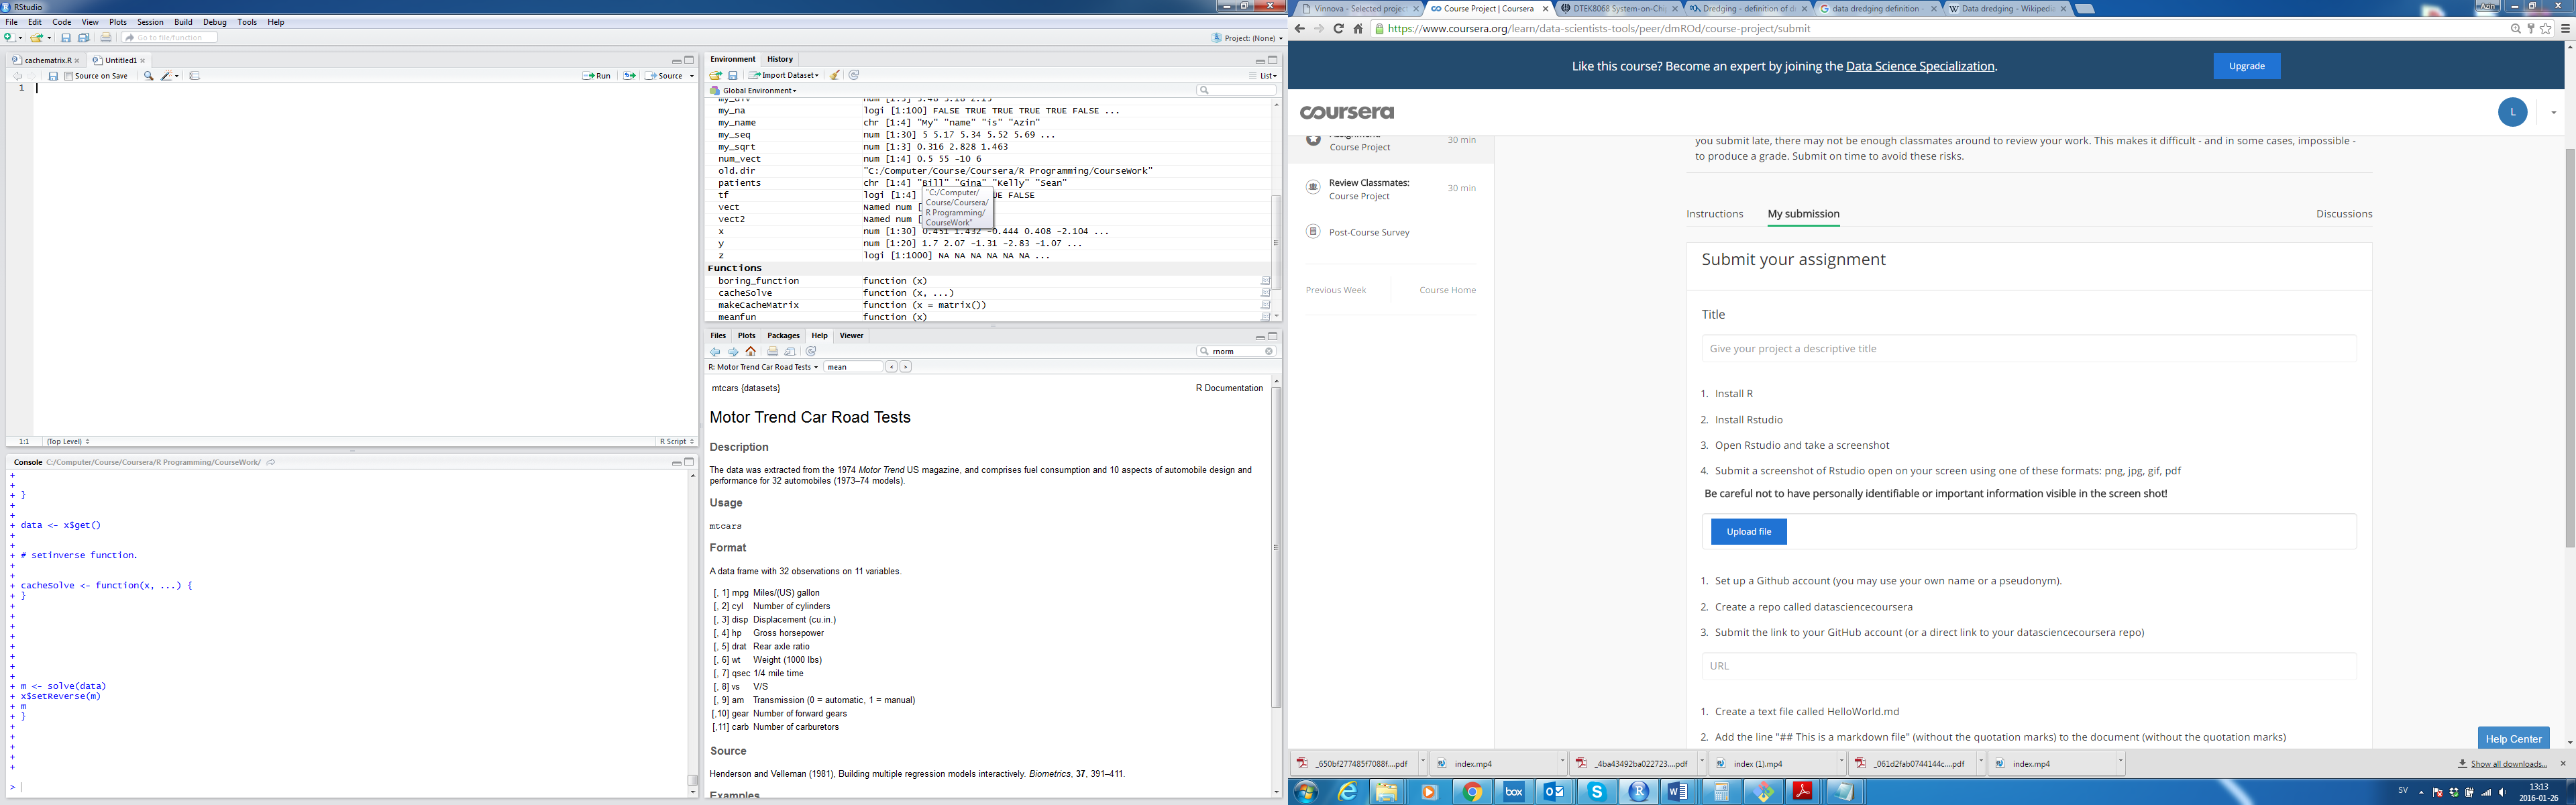 RStudio
File Edit Code View Plots Session Build Debug Tools Help
Go to file/function
Project: (None)
cachematrix.R
Untitled1
Source on Save
Run
Source
1
1:1
(Top Level)
R Script
Console C:/Computer/Course/Coursera/R Programming/CourseWork/
+
+
+ }
+
+
+ data <- x$get()
+
+
+ # setinverse function.
+
+
+ cacheSolve <- function(x, ...) {
+ }
+
+
+
+
+
+
+
+
+ m <- solve(data)
+ x$setReverse(m)
+ m
+ }
+
+
+
+
+
>
Environment History
Import Dataset
List
Global Environment
my_div num [1:3] 3.46 3.16 2.19
my_na logi [1:100] FALSE TRUE TRUE TRUE TRUE FALSE ...
my_name chr [1:4] "My" "name" "is" "Azin"
my_seq num [1:30] 5 5.17 5.34 5.52 5.69 ...
my_sqrt num [1:3] 0.316 2.828 1.463
num_vect num [1:4] 0.5 55 -10 6
old.dir "C:/Computer/Course/Coursera/R Programming/CourseWork"
patients chr [1:4] "Bill" "Gina" "Kelly" "Sean"
tf logi [1:4] UE FALSE
vect Named num [
vect2 Named num [
"C:/Computer/
Course/Coursera/
R Programming/
CourseWork"
x num [1:30] 0.451 1.432 -0.444 0.408 -2.104 ...
y num [1:20] 1.7 2.07 -1.31 -2.83 -1.07 ...
z logi [1:1000] NA NA NA NA NA NA ...
Functions
boring_function function (x)
cacheSolve function (x, ...)
makeCacheMatrix function (x = matrix())
meanfun function (x)
Files Plots Packages Help Viewer
rnorm
R: Motor Trend Car Road Tests
mean
mtcars {datasets} R Documentation
Motor Trend Car Road Tests
Description
The data was extracted from the 1974 Motor Trend US magazine, and comprises fuel consumption and 10 aspects of automobile design and
performance for 32 automobiles (1973–74 models).
Usage
mtcars
Format
A data frame with 32 observations on 11 variables.
[, 1] mpg Miles/(US) gallon
[, 2] cyl Number of cylinders
[, 3] disp Displacement (cu.in.)
[, 4] hp Gross horsepower
[, 5] drat Rear axle ratio
[, 6] wt Weight (1000 lbs)
[, 7] qsec 1/4 mile time
[, 8] vs V/S
[, 9] am Transmission (0 = automatic, 1 = manual)
[,10] gear Number of forward gears
[,11] carb Number of carburetors
Source
Henderson and Velleman (1981), Building multiple regression models interactively. Biometrics, 37, 391–411.
Examples
Vinnova - Selected project
Course Project | Coursera
DTEK8068 System-on-Chi
Dredging - definition of d
data dredging definition -
Data dredging - Wikipedi
Azin
https://www.coursera.org/learn/data-scientists-tools/peer/dmROd/course-project/submit
Like this course? Become an expert by joining the Data Science Specialization.
Upgrade
coursera
L
Course Project
30 min
Review Classmates:
Course Project
30 min
Post-Course Survey
Previous Week
Course Home
you submit late, there may not be enough classmates around to review your work. This makes it difficult - and in some cases, impossible -
to produce a grade. Submit on time to avoid these risks.
Instructions My submission Discussions
Submit your assignment
Title
Give your project a descriptive title
1. Install R
2. Install Rstudio
3. Open Rstudio and take a screenshot
4. Submit a screenshot of Rstudio open on your screen using one of these formats: png, jpg, gif, pdf
Be careful not to have personally identifiable or important information visible in the screen shot!
Upload file
1. Set up a Github account (you may use your own name or a pseudonym).
2. Create a repo called datasciencecoursera
3. Submit the link to your GitHub account (or a direct link to your datasciencecoursera repo)
URL
1. Create a text file called HelloWorld.md
2. Add the line "## This is a markdown file" (without the quotation marks) to the document (without the quotation marks)
Help Center
_650bf277485f7088f....pdf
index.mp4
_4ba43492ba022723....pdf
index (1).mp4
_061d2fab0744144c....pdf
index.mp4
Show all downloads...
box
SV
13:13
2016-01-26